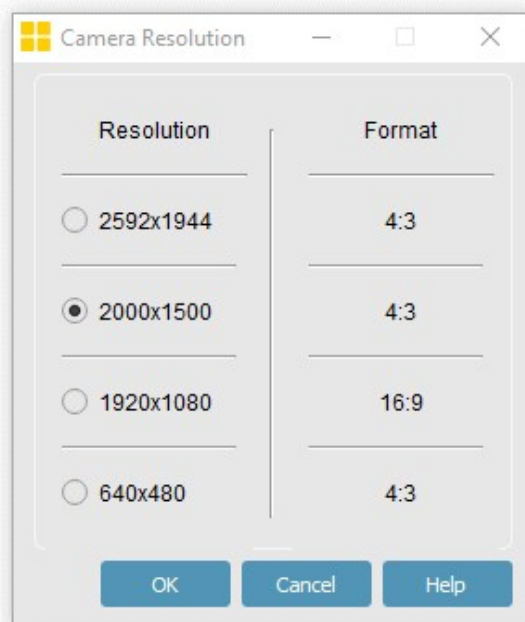 Camera Resolution
Resolution Format
2592x1944 4:3
2000x1500 4:3
1920x1080 16:9
640x480 4:3
OK Cancel Help